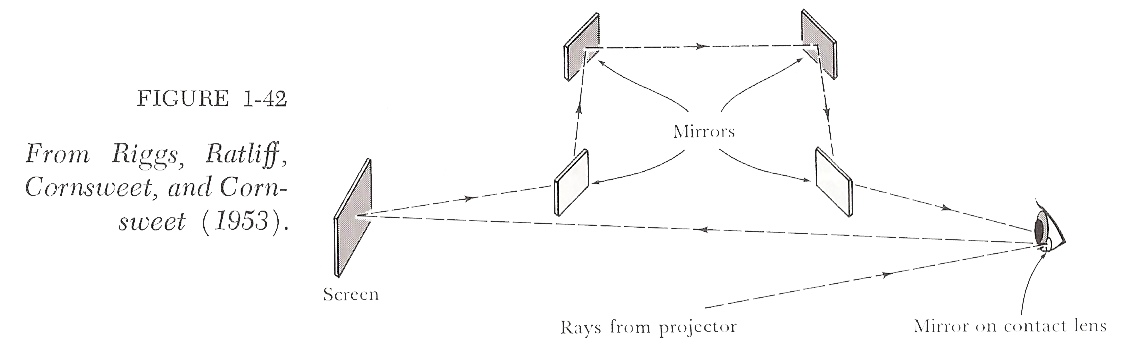 FIGURE 1-42
From Riggs, Ratliff,
Cornsweet, and Corn-
sweet (1953).
Mirrors
Screen
Rays from projector
Mirror on contact lens